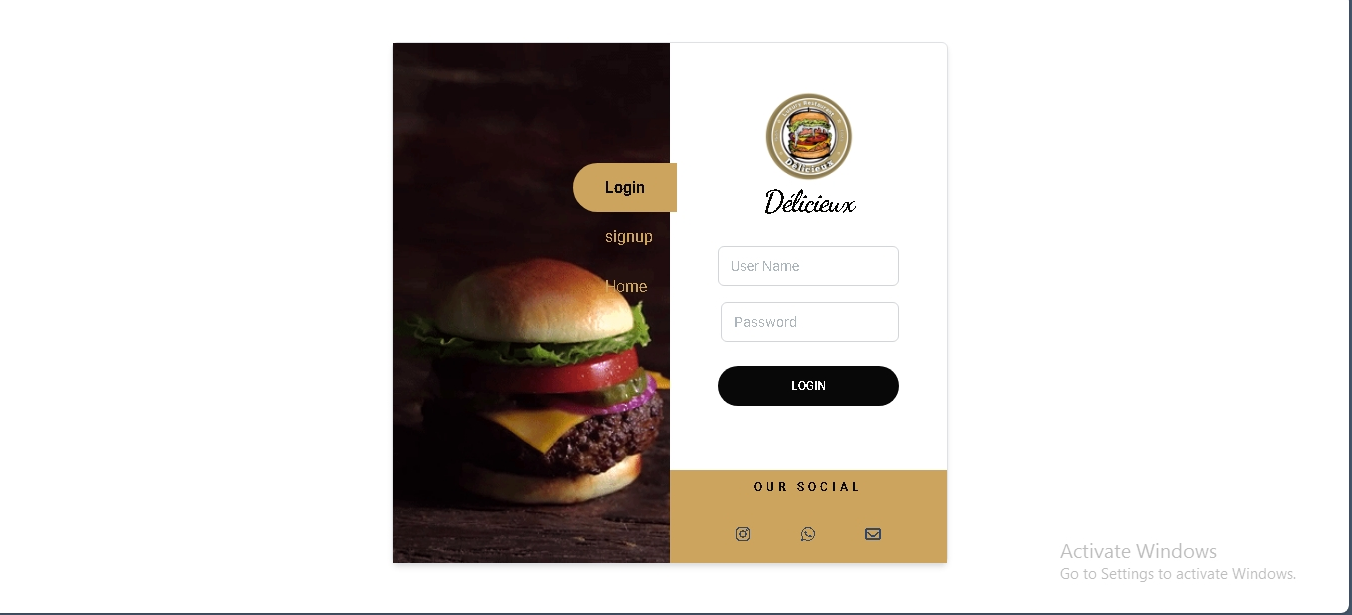 Login
signup
Home
Délicieux
Délicieux
User Name
Password
LOGIN
OUR SOCIAL
Activate Windows
Go to Settings to activate Windows.